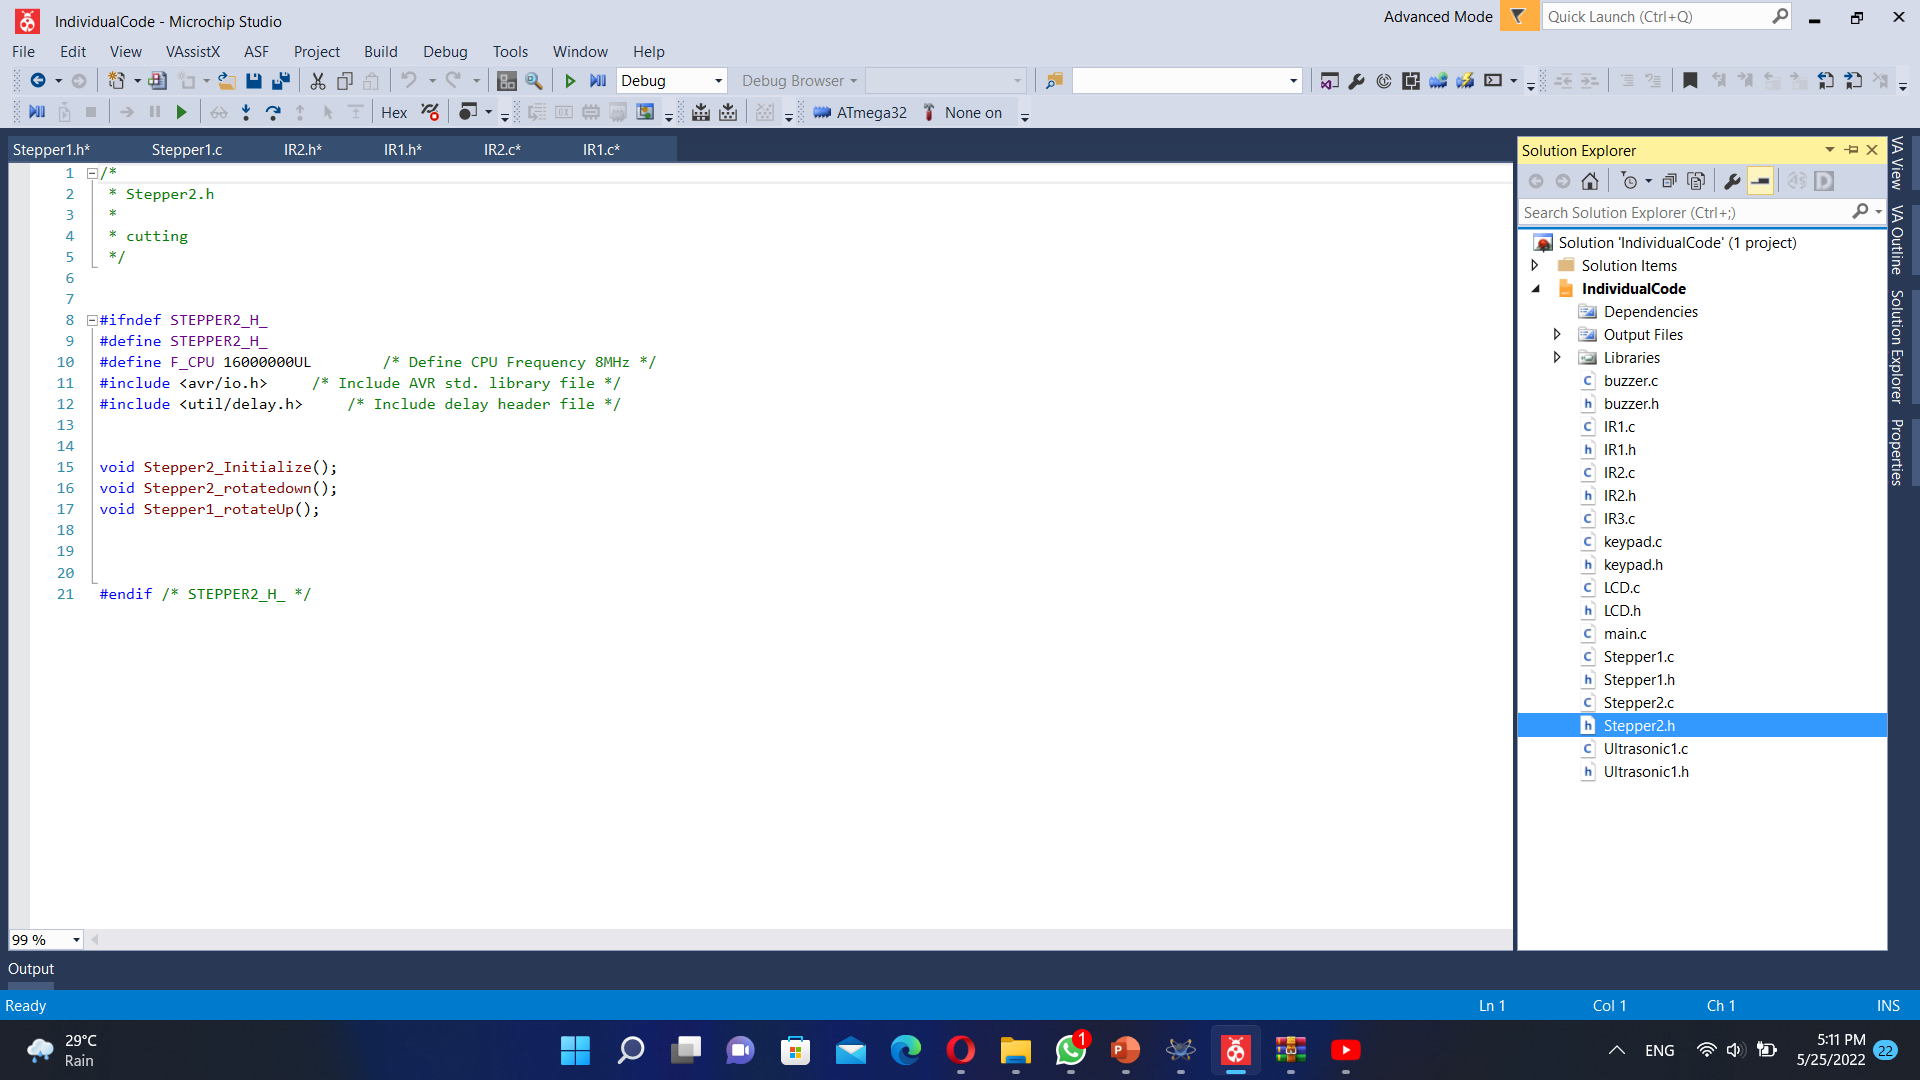 IndividualCode - Microchip Studio
Advanced Mode
Quick Launch (Ctrl+Q)
File Edit View VAssistX ASF Project Build Debug Tools Window Help
Debug
Debug Browser
Hex
ATmega32
None on
Stepper1.h* Stepper1.c IR2.h* IR1.h* IR2.c* IR1.c*
1 /*
2 * Stepper2.h
3 *
4 * cutting
5 */
6
7
8 #ifndef STEPPER2_H_
9 #define STEPPER2_H_
10 #define F_CPU 16000000UL /* Define CPU Frequency 8MHz */
11 #include <avr/io.h> /* Include AVR std. library file */
12 #include <util/delay.h> /* Include delay header file */
13
14
15 void Stepper2_Initialize();
16 void Stepper2_rotatedown();
17 void Stepper1_rotateUp();
18
19
20
21 #endif /* STEPPER2_H_ */
99 %
Solution Explorer
Search Solution Explorer (Ctrl+;)
Solution 'IndividualCode' (1 project)
Solution Items
IndividualCode
Dependencies
Output Files
Libraries
buzzer.c
buzzer.h
IR1.c
IR1.h
IR2.c
IR2.h
IR3.c
keypad.c
keypad.h
LCD.c
LCD.h
main.c
Stepper1.c
Stepper1.h
Stepper2.c
Stepper2.h
Ultrasonic1.c
Ultrasonic1.h
VA View
VA Outline
Solution Explorer
Properties
Output
Ready
Ln 1 Col 1 Ch 1 INS
29°C
Rain
1
ENG
5:11 PM
5/25/2022
22